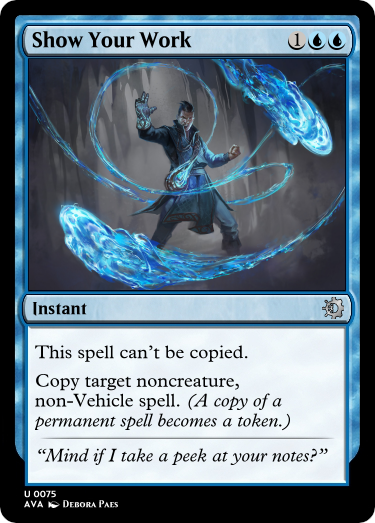 Show Your Work 1
Instant
This spell can't be copied.
Copy target noncreature,
non-Vehicle spell. (A copy of a
permanent spell becomes a token.)
“Mind if I take a peek at your notes?”
U 0075
AVA Debora Paes